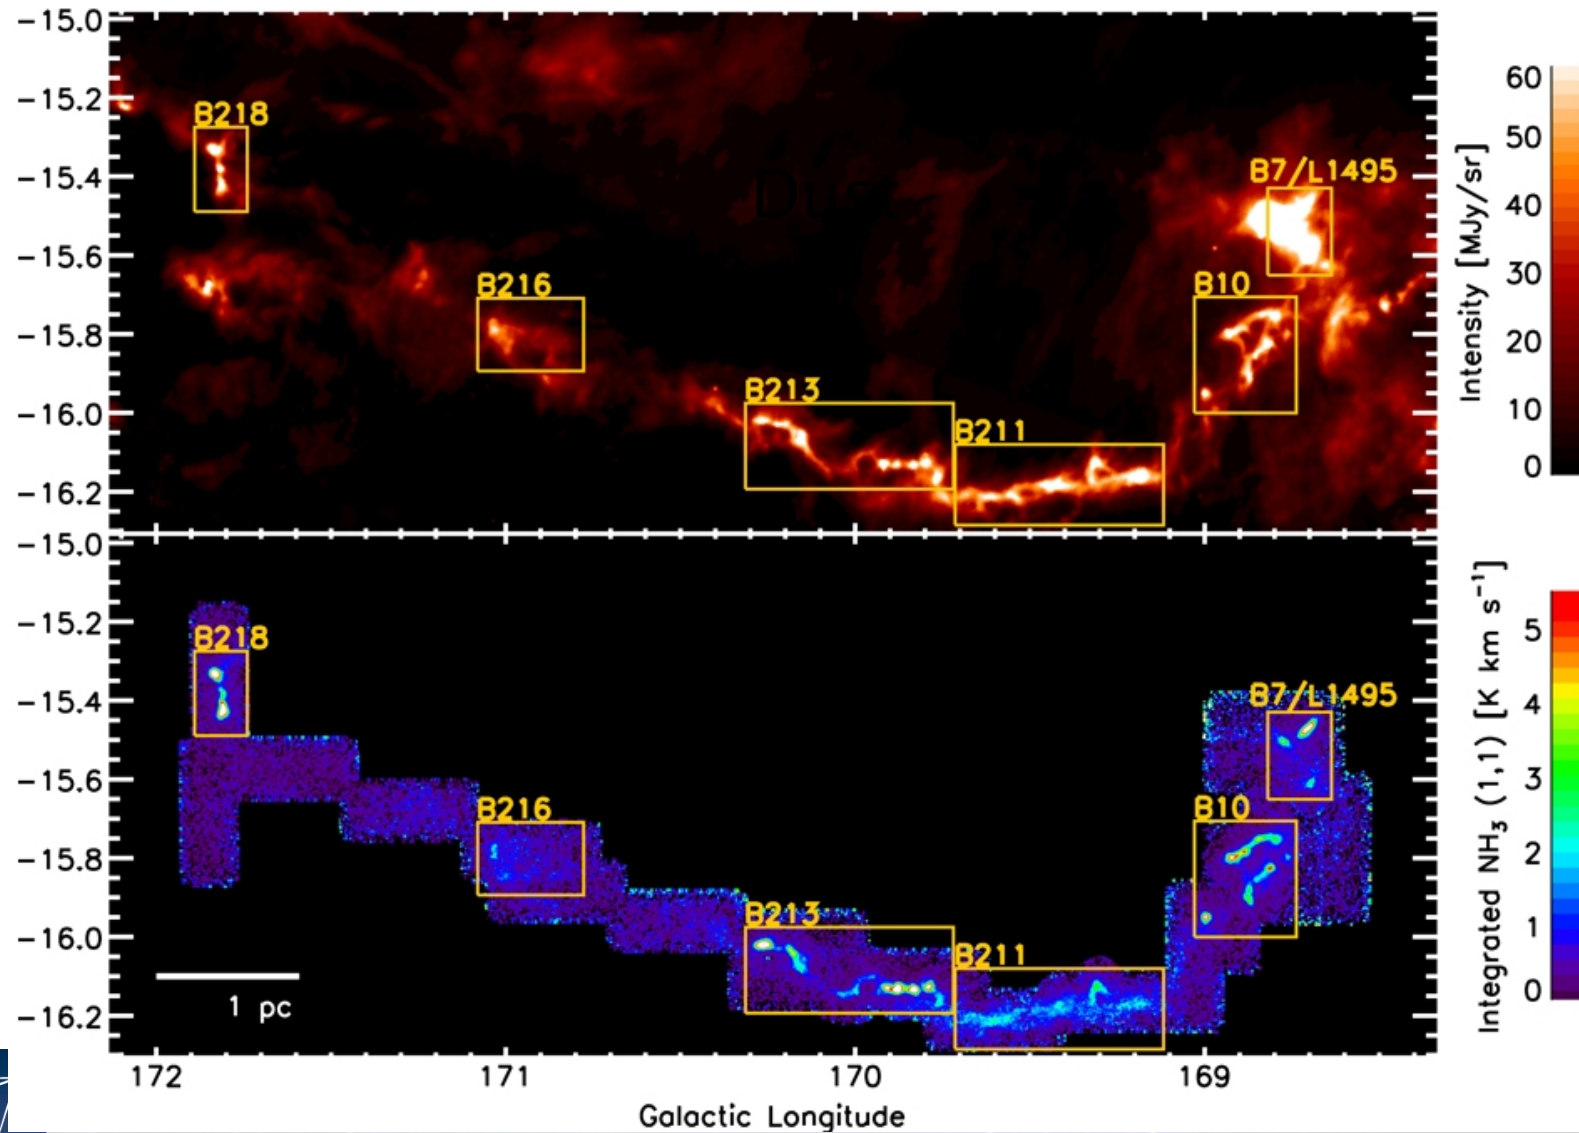 −15.0
−15.2
−15.4
−15.6
−15.8
−16.0
−16.2
B218
B216
B213
B211
B10
B7/L1495
Dust
60
50
40
30
20
10
0
Intensity [MJy/sr]
−15.0
−15.2
−15.4
−15.6
−15.8
−16.0
−16.2
B218
B216
B213
B211
B10
B7/L1495
1 pc
5
4
3
2
1
0
Integrated NH₃ (1,1) [K km s⁻¹]
172 171 170 169
Galactic Longitude